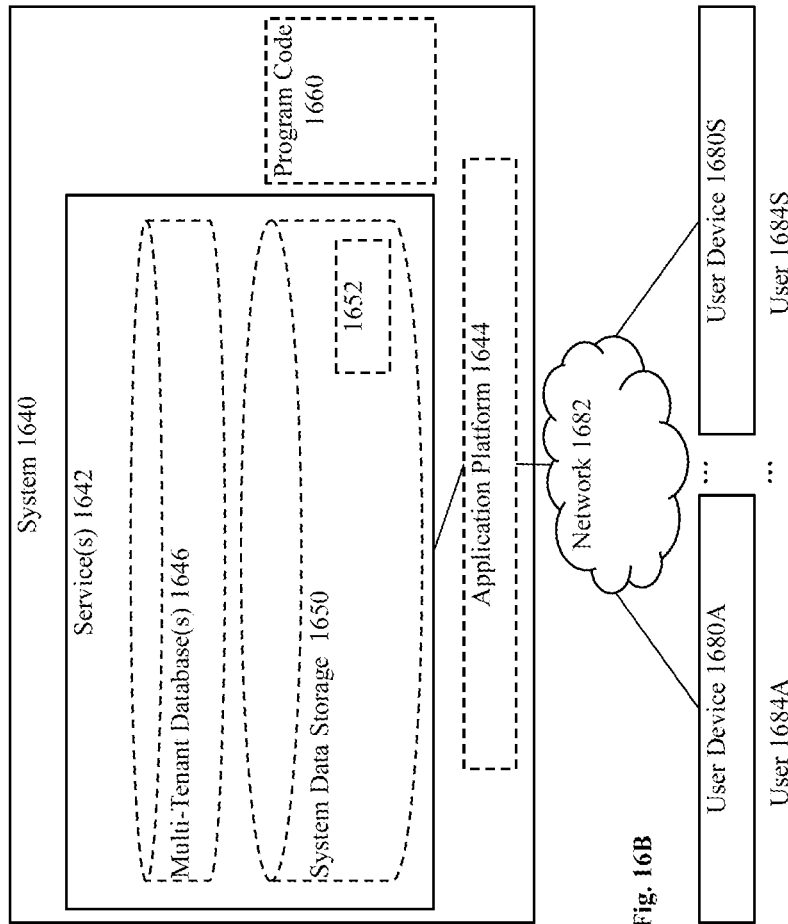 System 1640
Service(s) 1642
Multi-Tenant Database(s) 1646
System Data Storage 1650
1652
Program Code
1660
Application Platform 1644
Network 1682
User Device 1680A
...
User Device 1680S
User 1684A
...
User 1684S
Fig. 16B